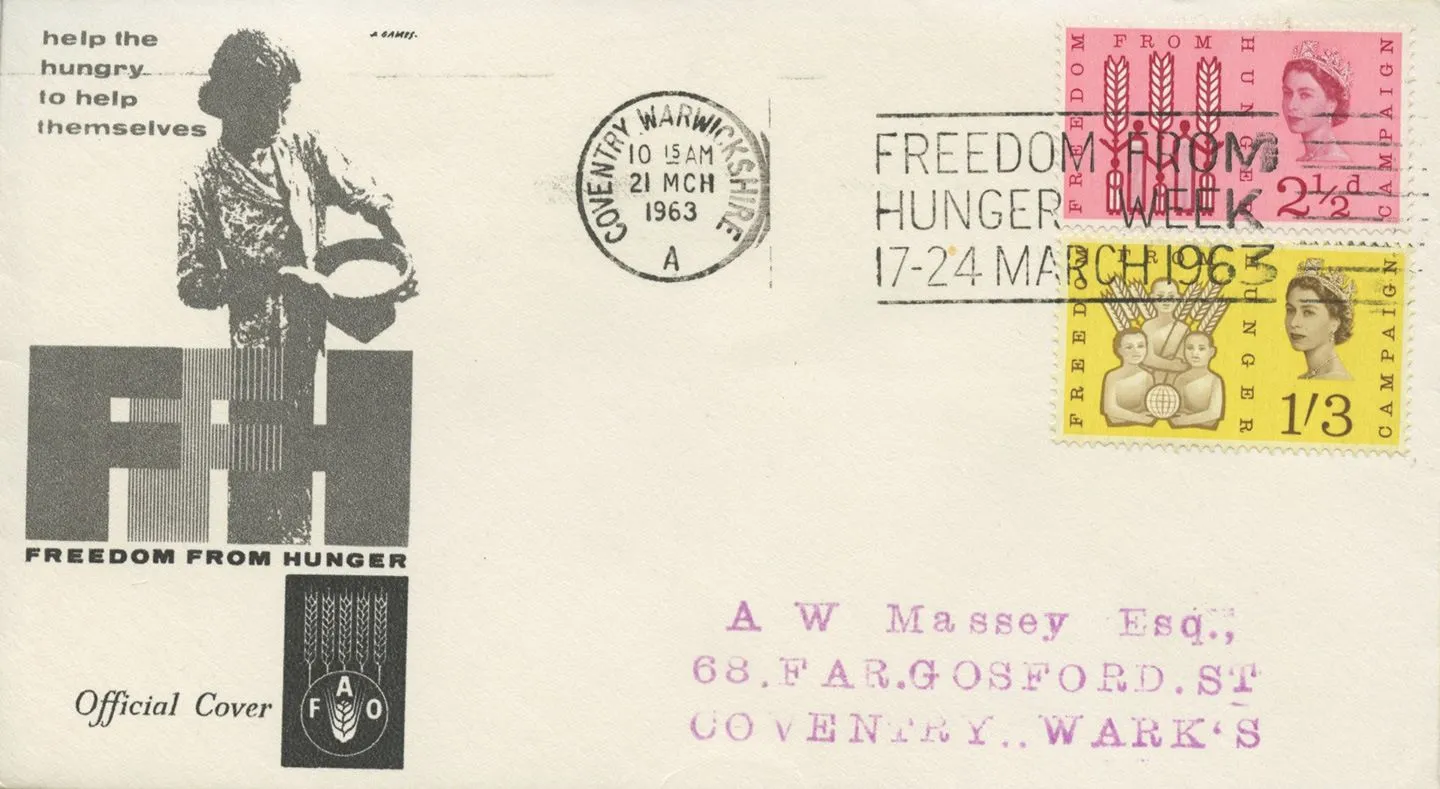 help the
hungry
to help
themselves
A GAMES.
FFH
FREEDOM FROM HUNGER
Official Cover
F A O
COVENTRY. WARWICKSHIRE
10 15 AM
21 MCH
1963
A
FREEDOM FROM
HUNGER WEEK
17-24 MARCH 1963
FREEDOM FROM HUNGER CAMPAIGN
2½d
FREEDOM FROM HUNGER CAMPAIGN
1/3
A W Massey Esq.,
68.FAR.GOSFORD.ST
COVENTRY..WARK'S